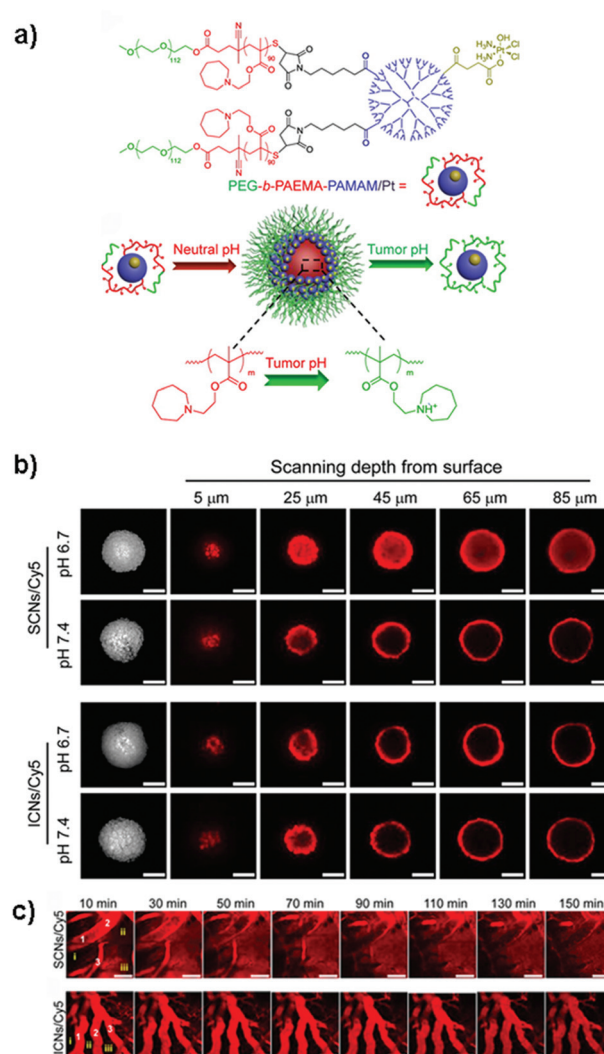 a)
O
O
112
O
O
CN
90
S
O
O
N
O
O
N
O
H₃N
H₃N
OH
Pt
Cl
Cl
O
O
N
O
O
112
O
O
CN
90
S
O
O
N
O
O
PEG-b-PAEMA-PAMAM/Pt =
Neutral pH
Tumor pH
m
O
O
N
Tumor pH
m
O
O
NH⁺
b)
Scanning depth from surface
5 μm 25 μm 45 μm 65 μm 85 μm
SCNs/Cy5
pH 6.7
pH 7.4
ICNs/Cy5
pH 6.7
pH 7.4
c)
10 min 30 min 50 min 70 min 90 min 110 min 130 min 150 min
SCNs/Cy5
1 2 3
i ii iii
ICNs/Cy5
1 2 3
i ii iii